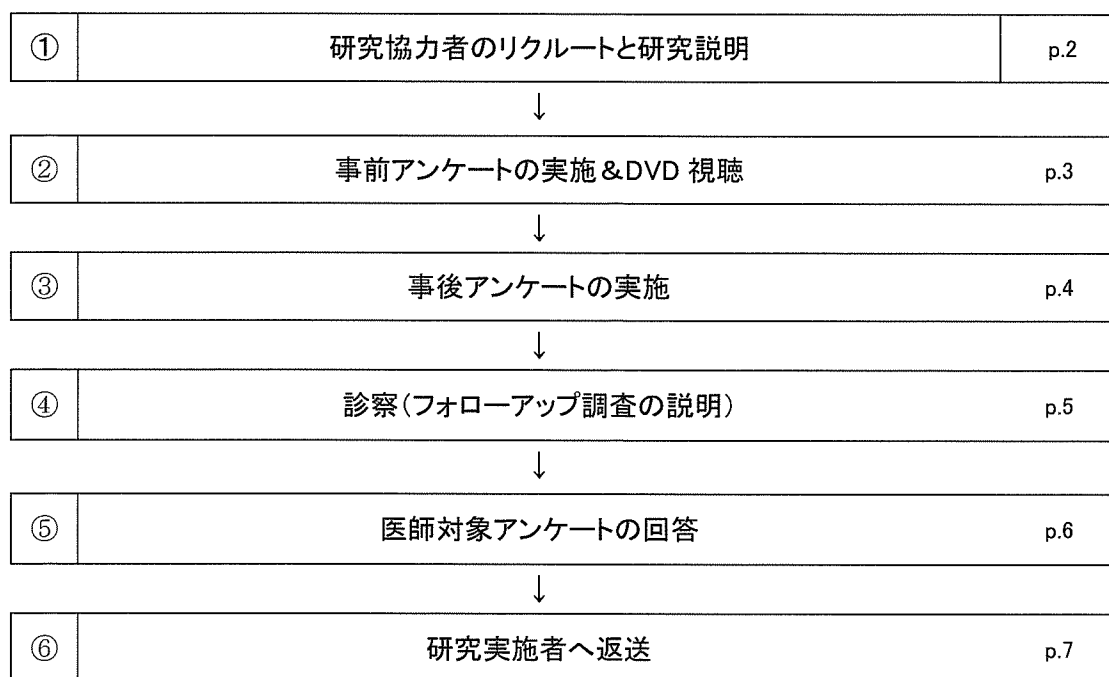 ① 研究協力者のリクルートと研究説明 p.2
↓
② 事前アンケートの実施&DVD 視聴 p.3
↓
③ 事後アンケートの実施 p.4
↓
④ 診察(フォローアップ調査の説明) p.5
↓
⑤ 医師対象アンケートの回答 p.6
↓
⑥ 研究実施者へ返送 p.7